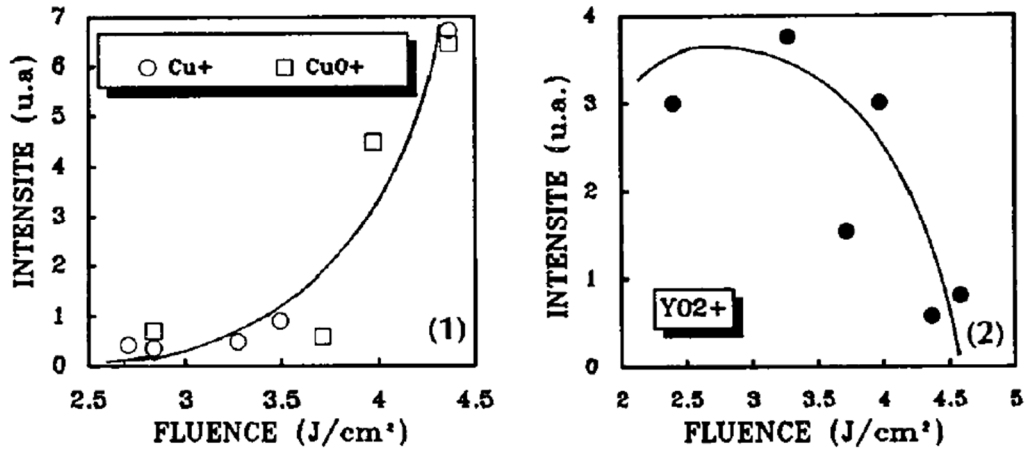 INTENSITE (u.a)
7
6
5
4
3
2
1
0
Cu+ CuO+
(1)
2.5 3 3.5 4 4.5
FLUENCE (J/cm²)
INTENSITE (u.a.)
4
3
2
1
0
YO2+
(2)
2 2.5 3 3.5 4 4.5 5
FLUENCE (J/cm²)